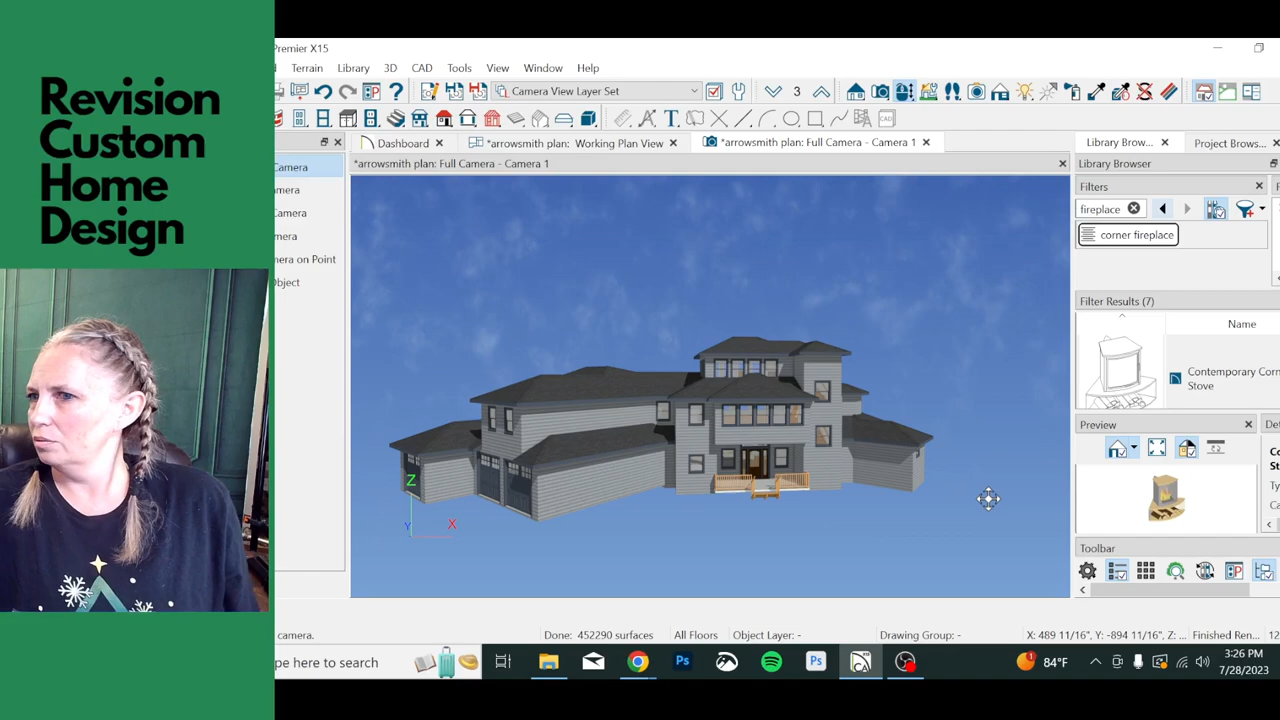 Revision
Custom
Home
Design
Premier X15
Terrain Library 3D CAD Tools View Window Help
Camera View Layer Set
3
Dashboard
*arrowsmith plan: Working Plan View
*arrowsmith plan: Full Camera - Camera 1
Library Brow...
Project Brows...
*arrowsmith plan: Full Camera - Camera 1
Library Browser
Camera
amera
Camera
mera
mera on Point
Object
Filters
fireplace
corner fireplace
Filter Results (7)
Name
Contemporary Corn
Stove
Preview
Toolbar
Z
Y
X
camera.
Done: 452290 surfaces
All Floors
Object Layer: -
Drawing Group: -
X: 489 11/16", Y: -894 11/16", Z: ...
Finished Ren...
pe here to search
84°F
3:26 PM
7/28/2023